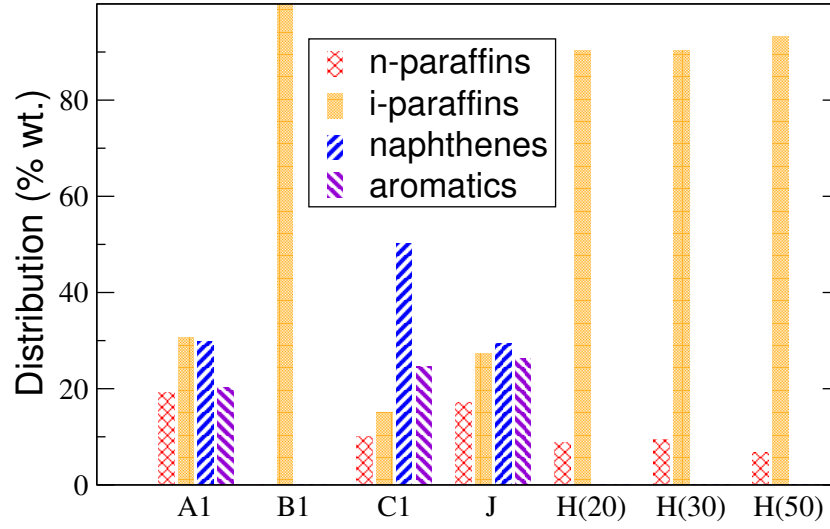 n-paraffins
i-paraffins
naphthenes
aromatics
Distribution (% wt.)
80
60
40
20
0
A1 B1 C1 J H(20) H(30) H(50)